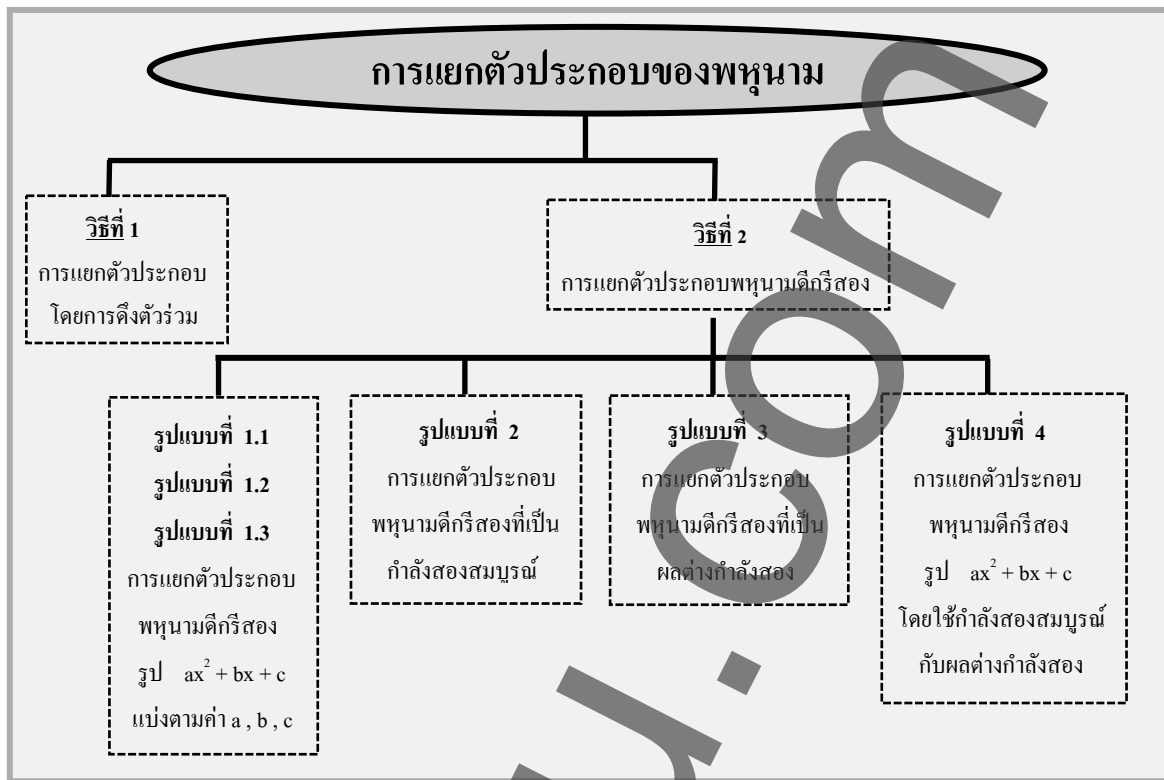 การแยกตัวประกอบของพหุนาม
วิธีที่ 1
การแยกตัวประกอบ
โดยการดึงตัวร่วม
วิธีที่ 2
การแยกตัวประกอบพหุนามดีกรีสอง
รูปแบบที่ 1.1
รูปแบบที่ 1.2
รูปแบบที่ 1.3
การแยกตัวประกอบ
พหุนามดีกรีสอง
รูป ax² + bx + c
แบ่งตามค่า a , b , c
รูปแบบที่ 2
การแยกตัวประกอบ
พหุนามดีกรีสองที่เป็น
กำลังสองสมบูรณ์
รูปแบบที่ 3
การแยกตัวประกอบ
พหุนามดีกรีสองที่เป็น
ผลต่างกำลังสอง
รูปแบบที่ 4
การแยกตัวประกอบ
พหุนามดีกรีสอง
รูป ax² + bx + c
โดยใช้กำลังสองสมบูรณ์
กับผลต่างกำลังสอง
.com